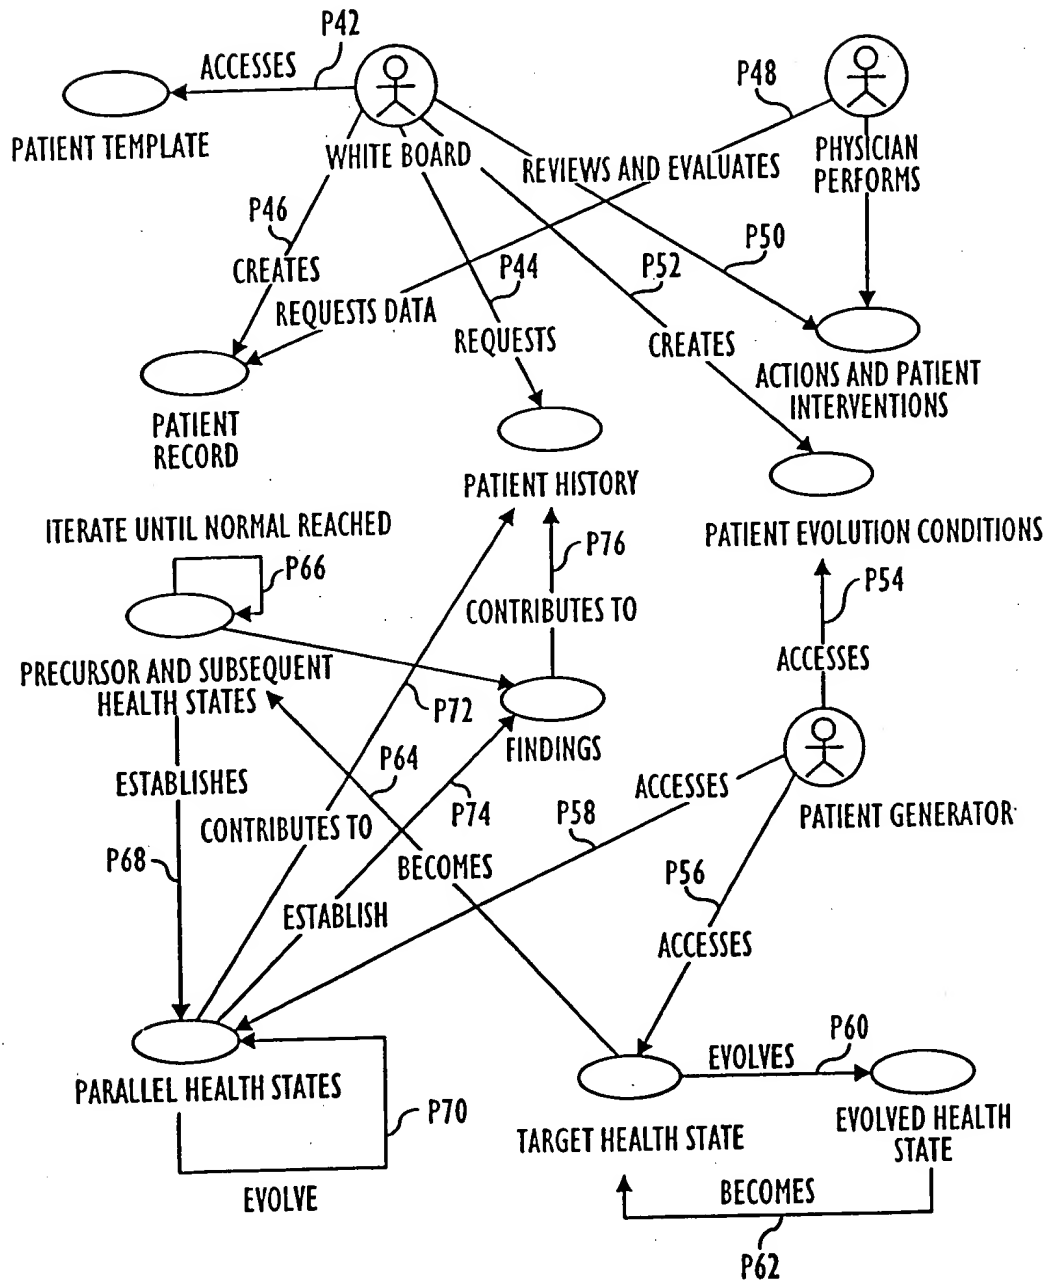 P42
ACCESSES
PATIENT TEMPLATE
WHITE BOARD
P48
PHYSICIAN
PERFORMS
REVIEWS AND EVALUATES
P46
CREATES
P44
P52
P50
REQUESTS DATA
REQUESTS
CREATES
ACTIONS AND PATIENT
INTERVENTIONS
PATIENT
RECORD
PATIENT HISTORY
PATIENT EVOLUTION CONDITIONS
ITERATE UNTIL NORMAL REACHED
P66
P76
P54
CONTRIBUTES TO
ACCESSES
PRECURSOR AND SUBSEQUENT
HEALTH STATES
P72
FINDINGS
P64
ESTABLISHES
P74
ACCESSES
CONTRIBUTES TO
P58
PATIENT GENERATOR
P68
BECOMES
P56
ESTABLISH
ACCESSES
PARALLEL HEALTH STATES
P70
EVOLVE
EVOLVES
P60
TARGET HEALTH STATE
EVOLVED HEALTH
STATE
BECOMES
P62